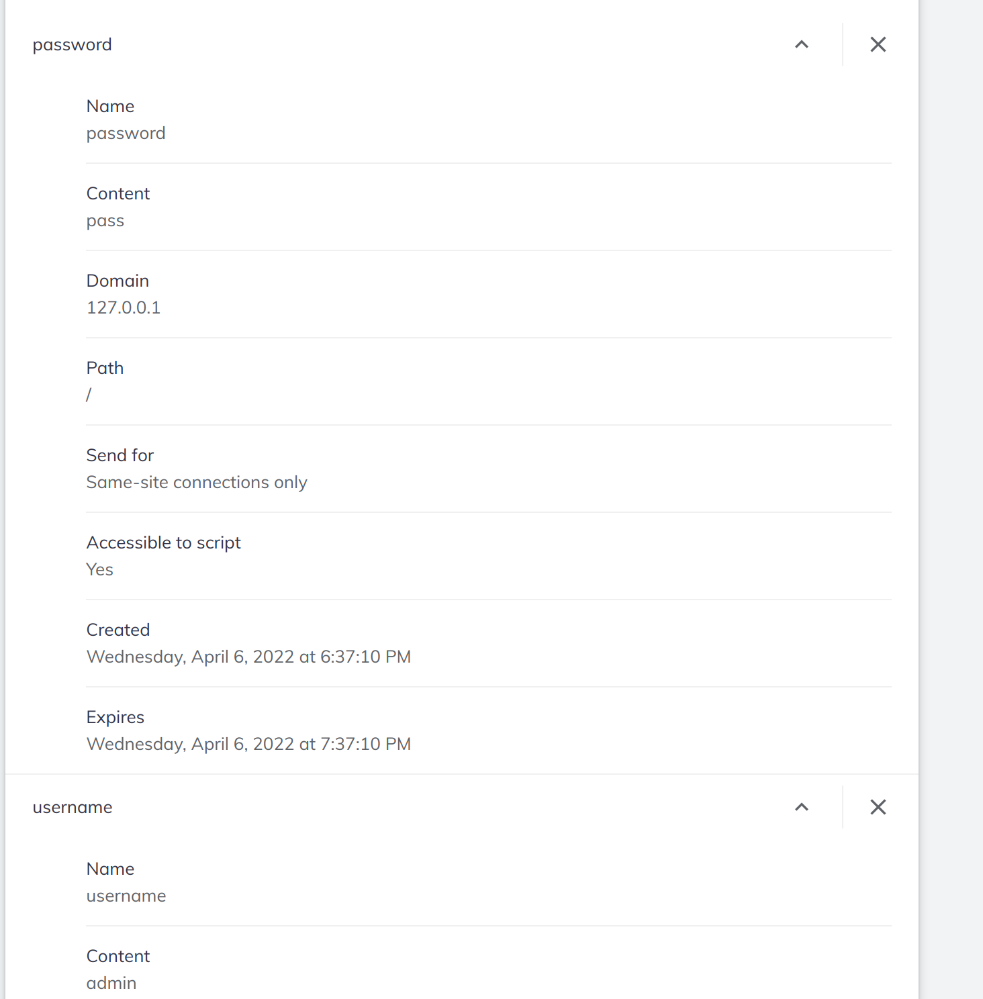 password
Name
password
Content
pass
Domain
127.0.0.1
Path
/
Send for
Same-site connections only
Accessible to script
Yes
Created
Wednesday, April 6, 2022 at 6:37:10 PM
Expires
Wednesday, April 6, 2022 at 7:37:10 PM
username
Name
username
Content
admin